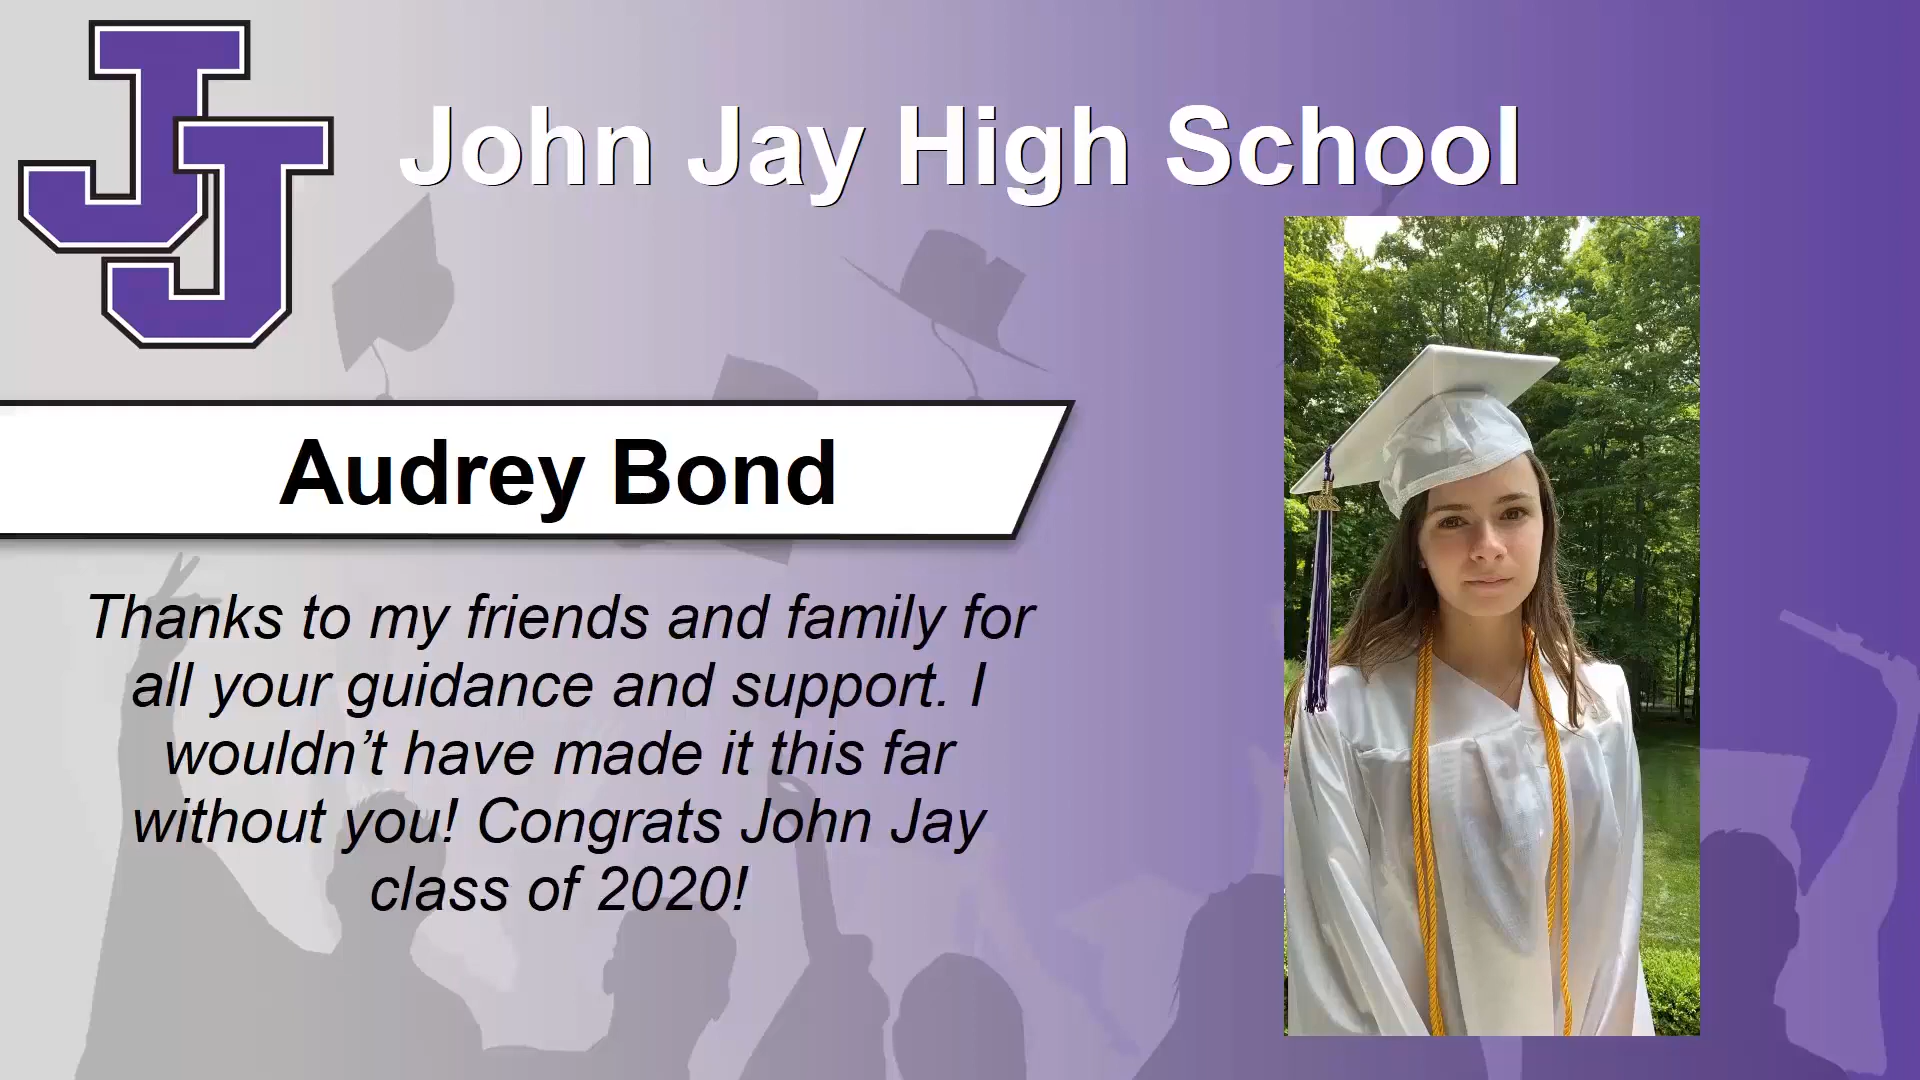 JJ
John Jay High School
Audrey Bond
Thanks to my friends and family for
all your guidance and support. I
wouldn’t have made it this far
without you! Congrats John Jay
class of 2020!